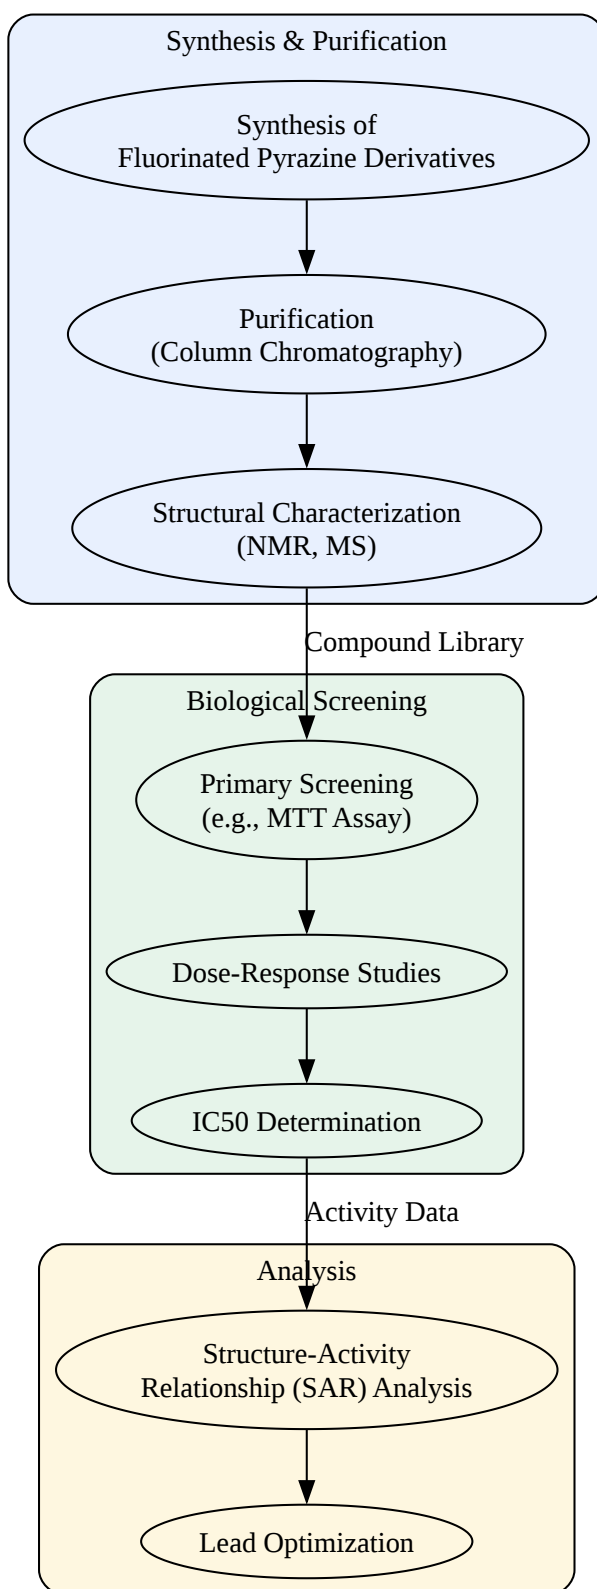 Synthesis & Purification
Synthesis of
Fluorinated Pyrazine Derivatives
Purification
(Column Chromatography)
Structural Characterization
(NMR, MS)
Compound Library
Biological Screening
Primary Screening
(e.g., MTT Assay)
Dose-Response Studies
IC50 Determination
Activity Data
Analysis
Structure-Activity
Relationship (SAR) Analysis
Lead Optimization